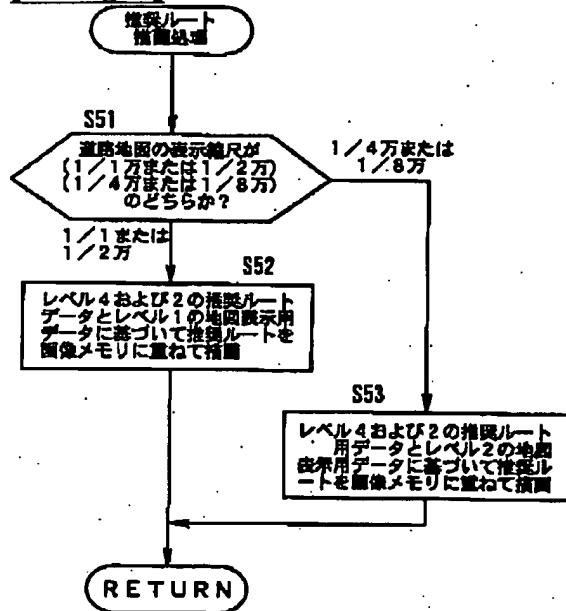 推奨ルート
描画処理
S51
道路地図の表示縮尺が
(1/1万または1/2万)
(1/4万または1/8万)
のどちらか?
1/4万または
1/8万
1/1または
1/2万
S52
レベル4および2の推奨ルート
データとレベル1の地図表示用
データに基づいて推奨ルートを
画像メモリに重ねて描画
S53
レベル4および2の推奨ルート
用データとレベル2の地図
表示用データに基づいて推奨ル
ートを画像メモリに重ねて描画
RETURN